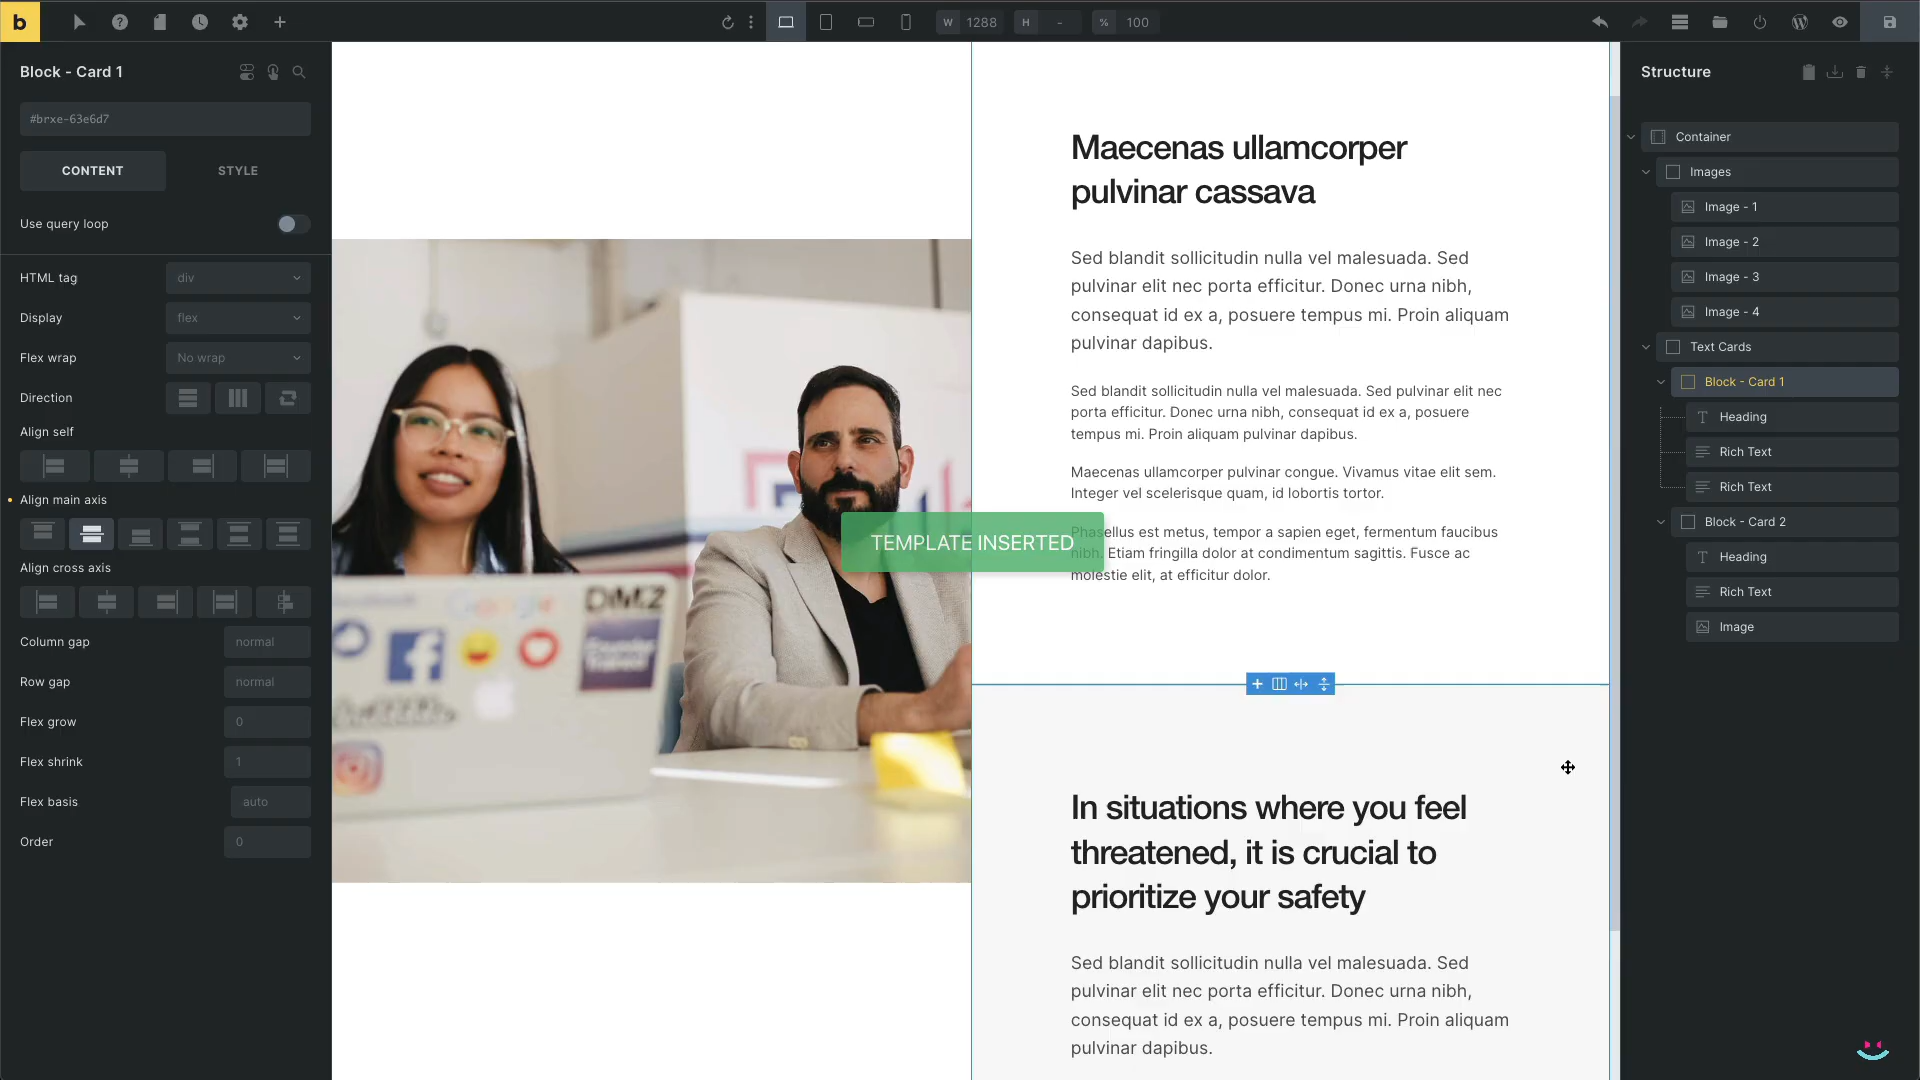 b
W 1288 H - % 100
Block - Card 1
#brxe-63e6d7
CONTENT STYLE
Use query loop
HTML tag div
Display flex
Flex wrap No wrap
Direction
Align self
Align main axis
Align cross axis
Column gap normal
Row gap normal
Flex grow 0
Flex shrink 1
Flex basis auto
Order 0
Google
DMZ
Founder
Maecenas ullamcorper
pulvinar cassava
Sed blandit sollicitudin nulla vel malesuada. Sed
pulvinar elit nec porta efficitur. Donec urna nibh,
consequat id ex a, posuere tempus mi. Proin aliquam
pulvinar dapibus.
Sed blandit sollicitudin nulla vel malesuada. Sed pulvinar elit nec
porta efficitur. Donec urna nibh, consequat id ex a, posuere
tempus mi. Proin aliquam pulvinar dapibus.
Maecenas ullamcorper pulvinar congue. Vivamus vitae elit sem.
Integer vel scelerisque quam, id lobortis tortor.
Phasellus est metus, tempor a sapien eget, fermentum faucibus
nibh. Etiam fringilla dolor at condimentum sagittis. Fusce ac
molestie elit, at efficitur dolor.
TEMPLATE INSERTED
In situations where you feel
threatened, it is crucial to
prioritize your safety
Sed blandit sollicitudin nulla vel malesuada. Sed
pulvinar elit nec porta efficitur. Donec urna nibh,
consequat id ex a, posuere tempus mi. Proin aliquam
pulvinar dapibus.
Structure
Container
Images
Image - 1
Image - 2
Image - 3
Image - 4
Text Cards
Block - Card 1
Heading
Rich Text
Rich Text
Block - Card 2
Heading
Rich Text
Image